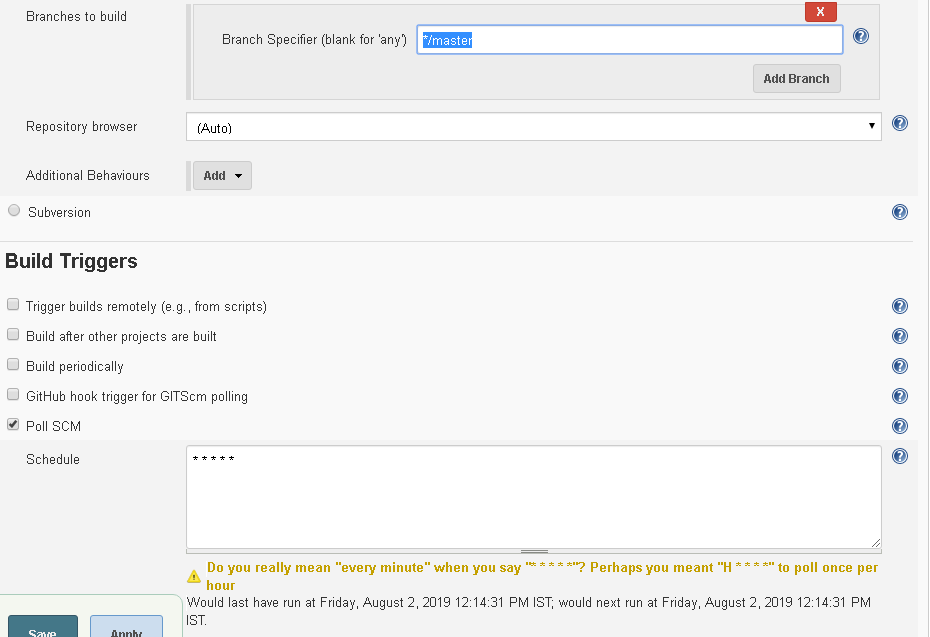 Branches to build
X
Branch Specifier (blank for 'any') */master
Add Branch
Repository browser (Auto)
Additional Behaviours Add
Subversion
Build Triggers
Trigger builds remotely (e.g., from scripts)
Build after other projects are built
Build periodically
GitHub hook trigger for GITScm polling
Poll SCM
Schedule * * * * *
Do you really mean "every minute" when you say "* * * * *"? Perhaps you meant "H * * * *" to poll once per
hour
Would last have run at Friday, August 2, 2019 12:14:31 PM IST; would next run at Friday, August 2, 2019 12:14:31 PM
IST.
Save Apply